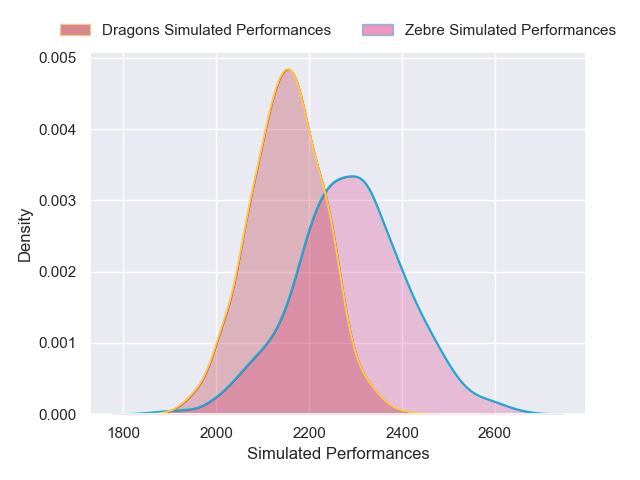 Dragons Simulated Performances Zebre Simulated Performances
0.005
0.004
0.003
0.002
0.001
0.000
Density
1800 2000 2200 2400 2600
Simulated Performances